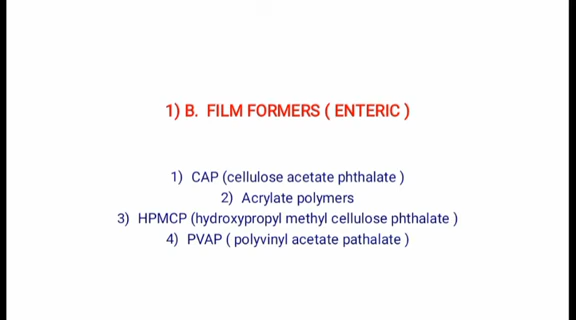 1) B. FILM FORMERS ( ENTERIC )
1) CAP (cellulose acetate phthalate )
2) Acrylate polymers
3) HPMCP (hydroxypropyl methyl cellulose phthalate )
4) PVAP ( polyvinyl acetate pathalate )